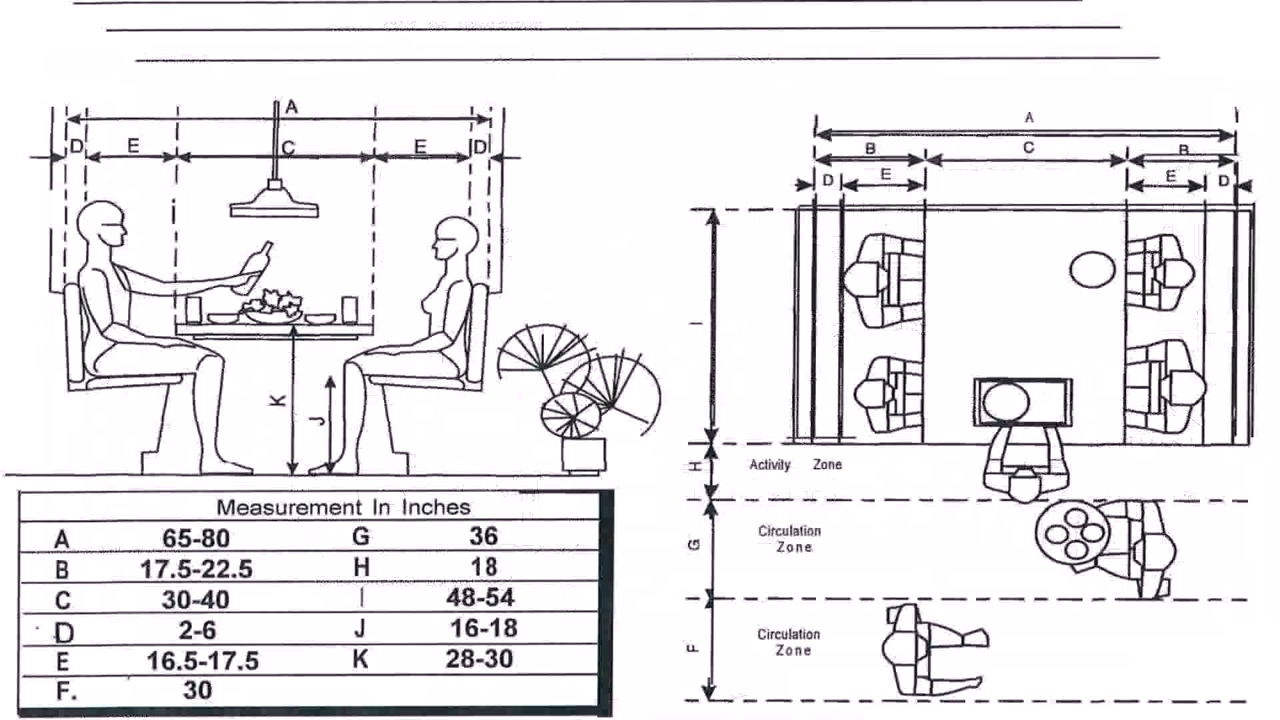 A
D E C E D
K
J
A
B C B
D E E D
I
H
Activity Zone
G
Circulation
Zone
F
Circulation
Zone
Measurement In Inches
A 65-80 G 36
B 17.5-22.5 H 18
C 30-40 I 48-54
D 2-6 J 16-18
E 16.5-17.5 K 28-30
F. 30